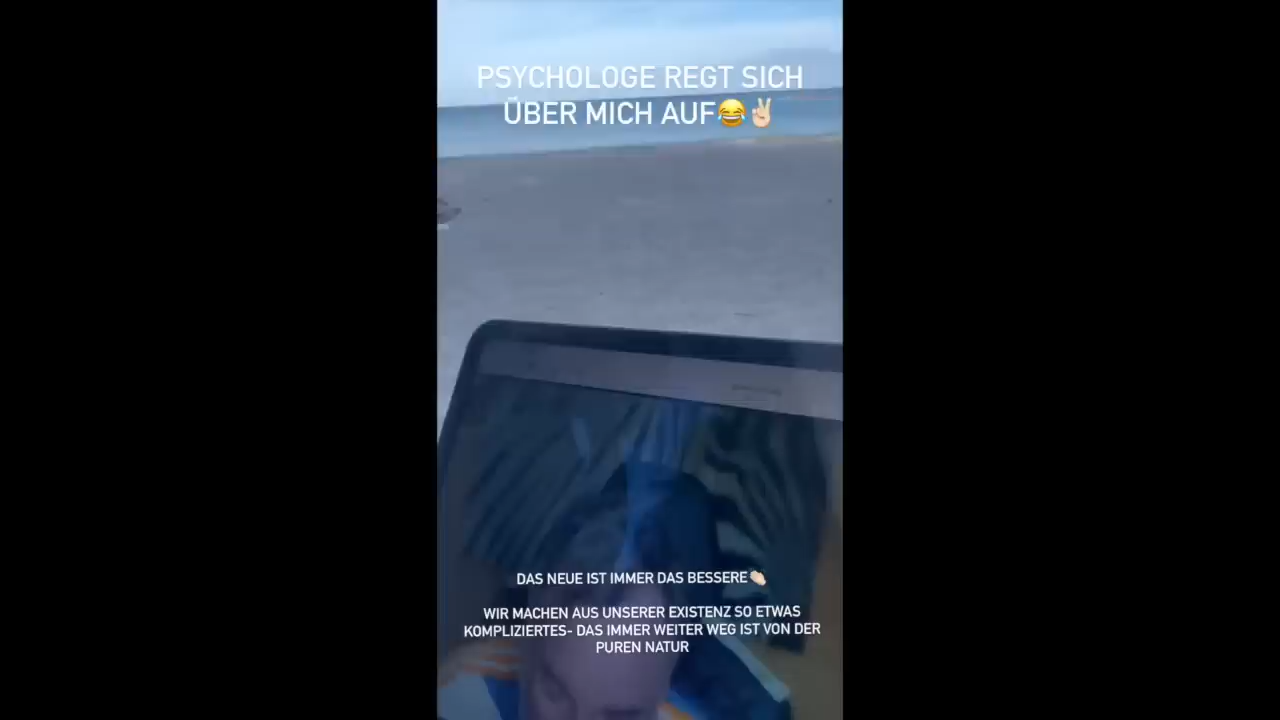 PSYCHOLOGE REGT SICH
ÜBER MICH AUF😂✌🏻
DAS NEUE IST IMMER DAS BESSERE👏🏻
WIR MACHEN AUS UNSERER EXISTENZ SO ETWAS
KOMPLIZIERTES- DAS IMMER WEITER WEG IST VON DER
PUREN NATUR